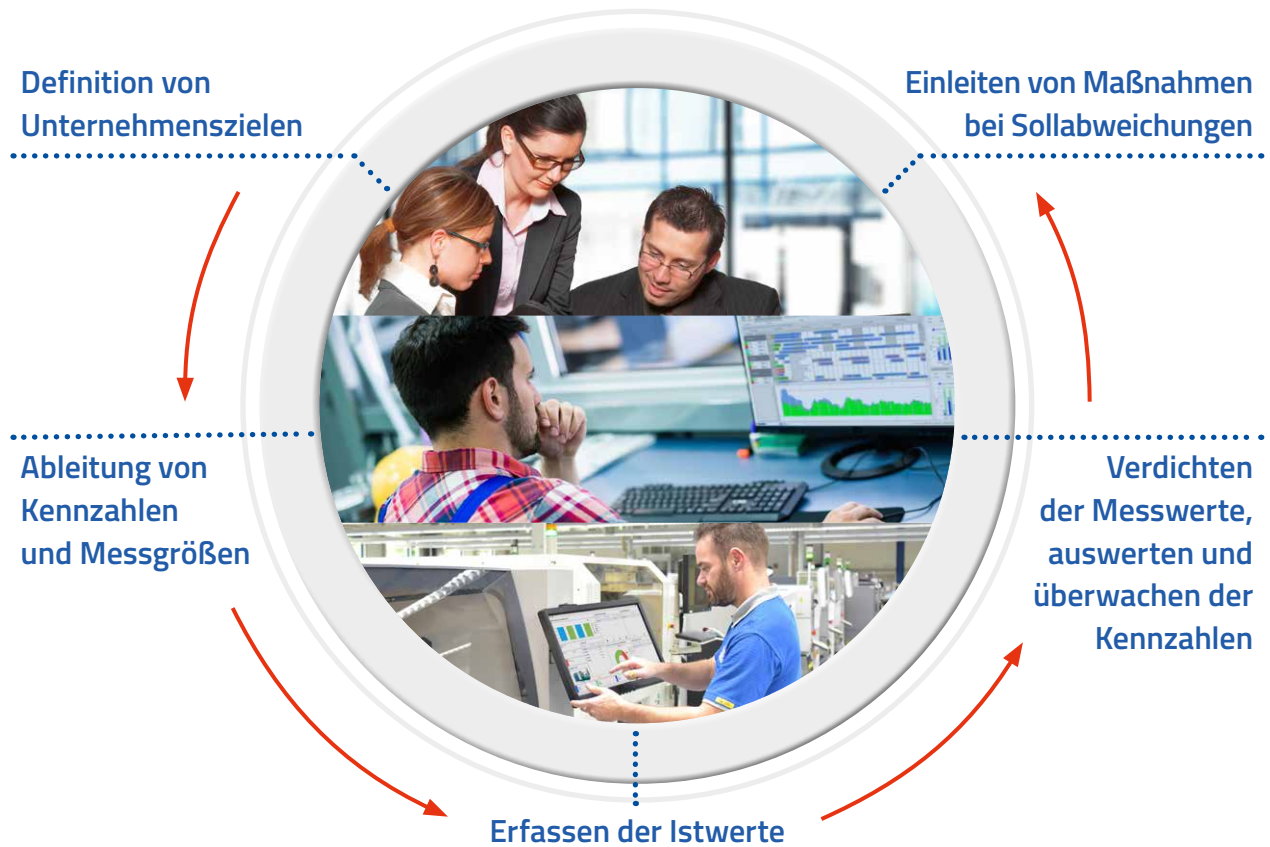 Definition von
Unternehmenszielen
Ableitung von
Kennzahlen
und Messgrößen
Erfassen der Istwerte
Verdichten
der Messwerte,
auswerten und
überwachen der
Kennzahlen
Einleiten von Maßnahmen
bei Sollabweichungen